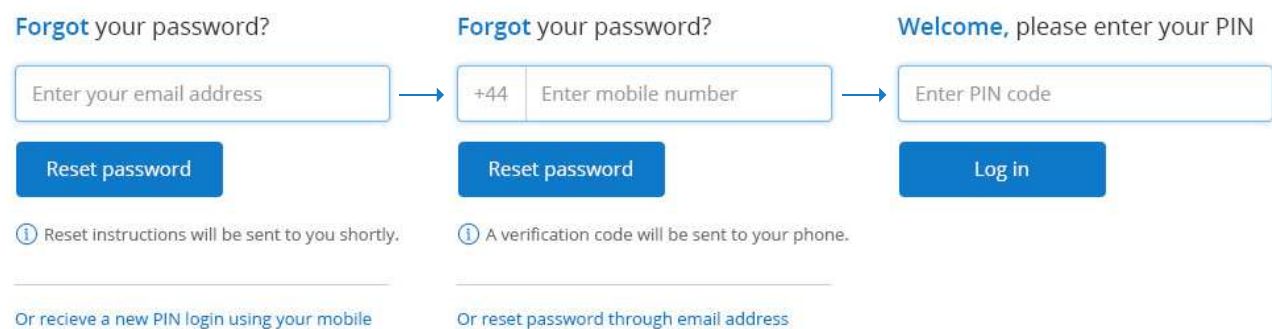 Forgot your password?
Enter your email address
Reset password
Reset instructions will be sent to you shortly.
Or recieve a new PIN login using your mobile
Forgot your password?
+44 Enter mobile number
Reset password
A verification code will be sent to your phone.
Or reset password through email address
Welcome, please enter your PIN
Enter PIN code
Log in